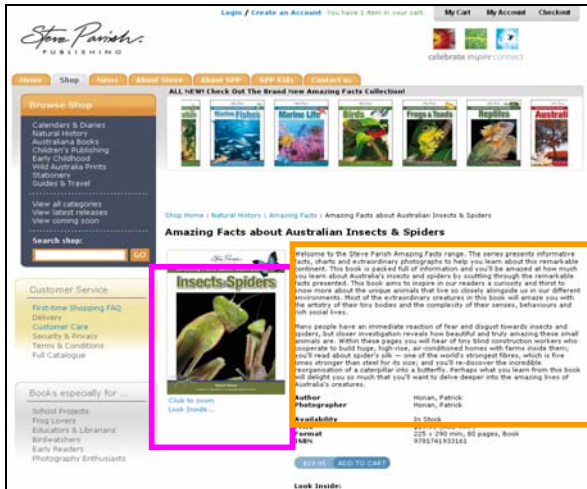 Login / Create an Account You have 1 item in your cart.
My Cart My Account Checkout
Steve Parish
PUBLISHING
celebrate inspire connect
Home Shop News About Steve About SPP SPP Kids Contact us
Browse Shop
Calendars & Diaries
Natural History
Australiana Books
Children's Publishing
Early Childhood
Wild Australia Prints
Stationery
Guides & Travel
View all categories
View latest releases
View coming soon
Search shop:
GO
Customer Service
First-time Shopping FAQ
Delivery
Customer Care
Security & Privacy
Terms & Conditions
Full Catalogue
Books especially for ...
School Projects
Frog Lovers
Educators & Librarians
Birdwatchers
Early Readers
Photography Enthusiasts
ALL NEW! Check Out The Brand New Amazing Facts Collection!
Marine Fishes
Marine Life
Birds
Frogs & Toads
Reptiles
Australi
Shop Home : Natural History : Amazing Facts : Amazing Facts about Australian Insects & Spiders
Amazing Facts about Australian Insects & Spiders
Insects Spiders
Click to zoom
Look Inside...
Welcome to the Steve Parish Amazing Facts range. The series presents informative
facts, charts and extraordinary photographs to help you learn about this remarkable
continent. This book is packed full of information and you'll be amazed at how much
you learn about Australia's insects and spiders by scuttling through the remarkable
facts presented. This book aims to inspire in our readers a curiosity and thirst to
know more about the unique animals that live so closely alongside us in our different
environments. Most of the extraordinary creatures in this book will amaze you with
the artistry of their tiny bodies and the complexity of their senses, behaviours and
rich social lives.
Many people have an immediate reaction of fear and disgust towards insects and
spiders, but closer investigation reveals how beautiful and truly amazing these small
animals are. Within these pages you will hear of tiny blind construction workers who
cooperate to build huge, high-rise, air-conditioned homes with farms inside them;
you'll read about spider's silk — one of the world's strongest fibres, which is five
times stronger than steel for its size; and you'll re-discover the incredible
reorganisation of a caterpillar into a butterfly. Perhaps what you learn from this book
will delight you so much that you'll want to delve deeper into the amazing lives of
Australia's creatures.
Author Honan, Patrick
Photographer Honan, Patrick
Availability In Stock
Format 225 x 290 mm, 80 pages, Book
ISBN 9781741933161
$19.95 ADD TO CART
Look Inside: